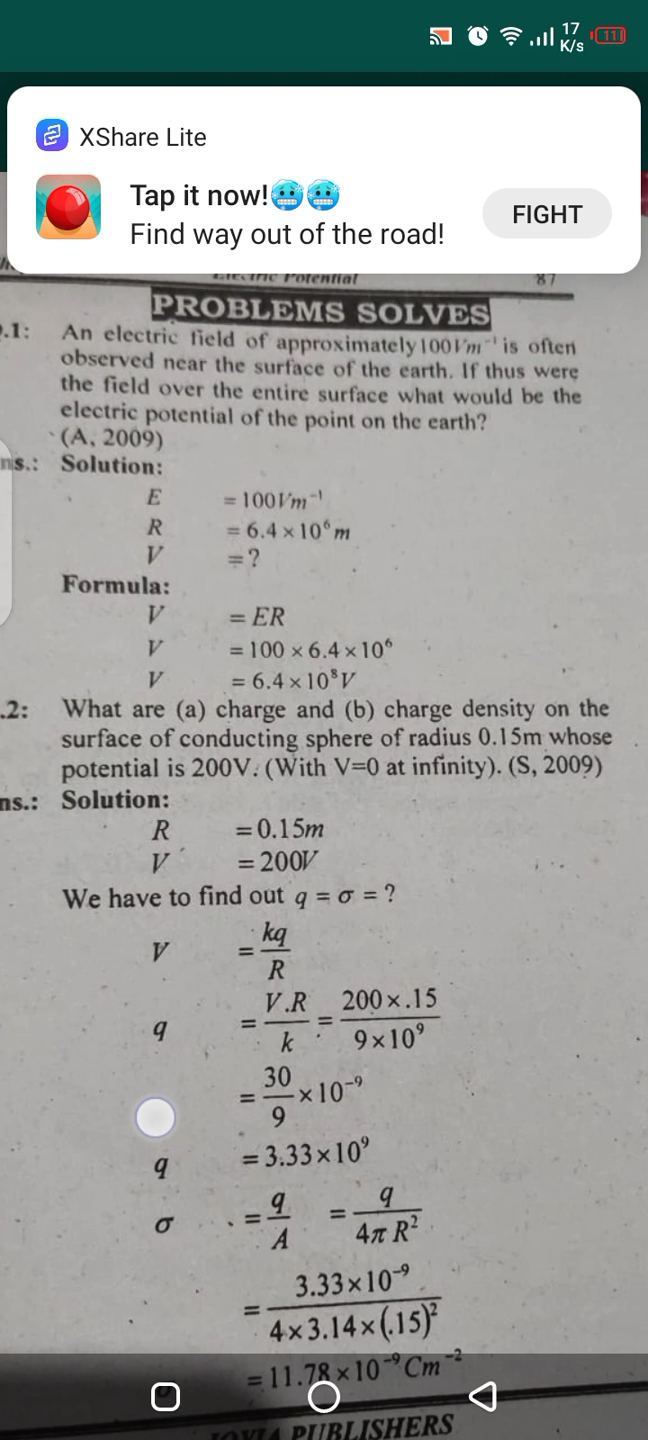 17
K/s
11
XShare Lite
Tap it now!🥶🥶
Find way out of the road!
FIGHT
Electric Potential 87
PROBLEMS SOLVES
.1: An electric field of approximately 100Vm⁻¹ is often
observed near the surface of the earth. If thus were
the field over the entire surface what would be the
electric potential of the point on the earth?
(A, 2009)
ns.: Solution:
E = 100Vm⁻¹
R = 6.4 × 10⁶ m
V = ?
Formula:
V = ER
V = 100 × 6.4 × 10⁶
V = 6.4 × 10⁸ V
.2: What are (a) charge and (b) charge density on the
surface of conducting sphere of radius 0.15m whose
potential is 200V. (With V=0 at infinity). (S, 2009)
ns.: Solution:
R = 0.15m
V = 200V
We have to find out q = σ = ?
V = kq/R
q = V.R/k = 200×.15/9×10⁹
= 30/9 × 10⁻⁹
q = 3.33×10⁹
σ = q/A = q/4π R²
= 3.33×10⁻⁹/4×3.14×(.15)²
= 11.78×10⁻⁹ Cm⁻²
PUBLISHERS